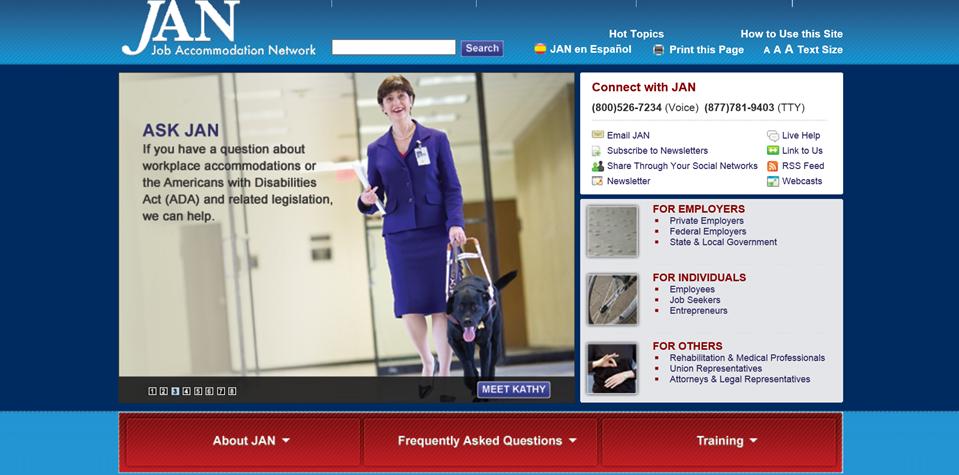 JAN
Job Accommodation Network
Search
Hot Topics
How to Use this Site
JAN en Español
Print this Page
A A A Text Size
ASK JAN
If you have a question about
workplace accommodations or
the Americans with Disabilities
Act (ADA) and related legislation,
we can help.
1 2 3 4 5 6 7 8
MEET KATHY
Connect with JAN
(800)526-7234 (Voice) (877)781-9403 (TTY)
Email JAN
Live Help
Subscribe to Newsletters
Link to Us
Share Through Your Social Networks
RSS Feed
Newsletter
Webcasts
FOR EMPLOYERS
Private Employers
Federal Employers
State & Local Government
FOR INDIVIDUALS
Employees
Job Seekers
Entrepreneurs
FOR OTHERS
Rehabilitation & Medical Professionals
Union Representatives
Attorneys & Legal Representatives
About JAN
Frequently Asked Questions
Training